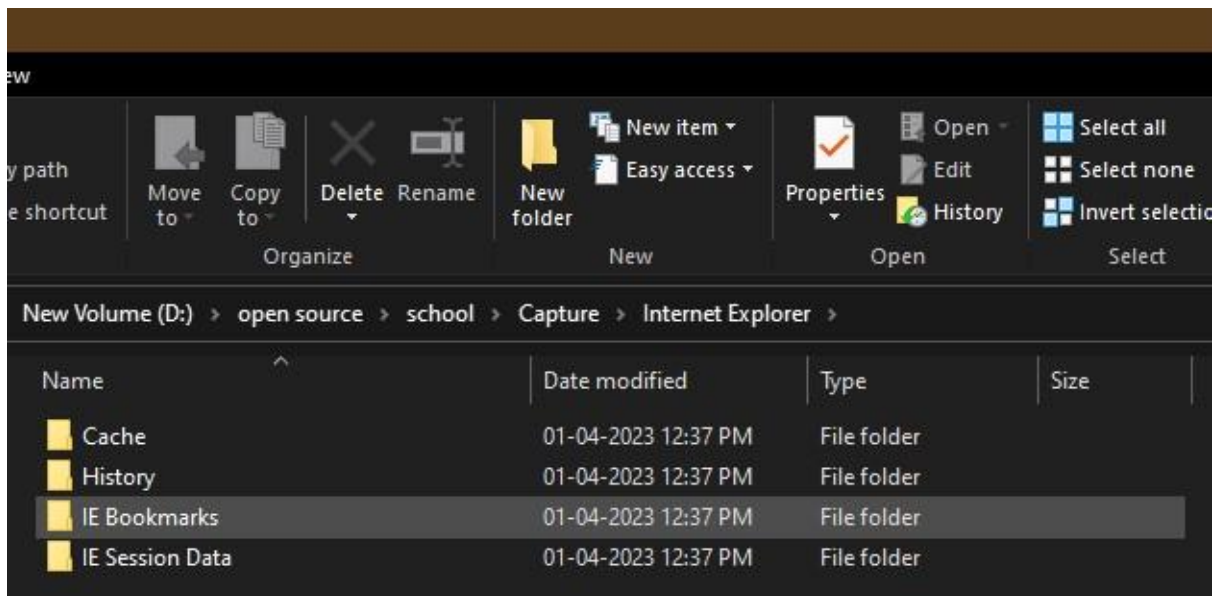 ew
New item
Open
Select all
y path
Easy access
Edit
Select none
Move to
Copy to
Delete
Rename
New folder
Properties
e shortcut
History
Invert selectio
Organize
New
Open
Select
New Volume (D:) > open source > school > Capture > Internet Explorer >
Name Date modified Type Size
Cache 01-04-2023 12:37 PM File folder
History 01-04-2023 12:37 PM File folder
IE Bookmarks 01-04-2023 12:37 PM File folder
IE Session Data 01-04-2023 12:37 PM File folder